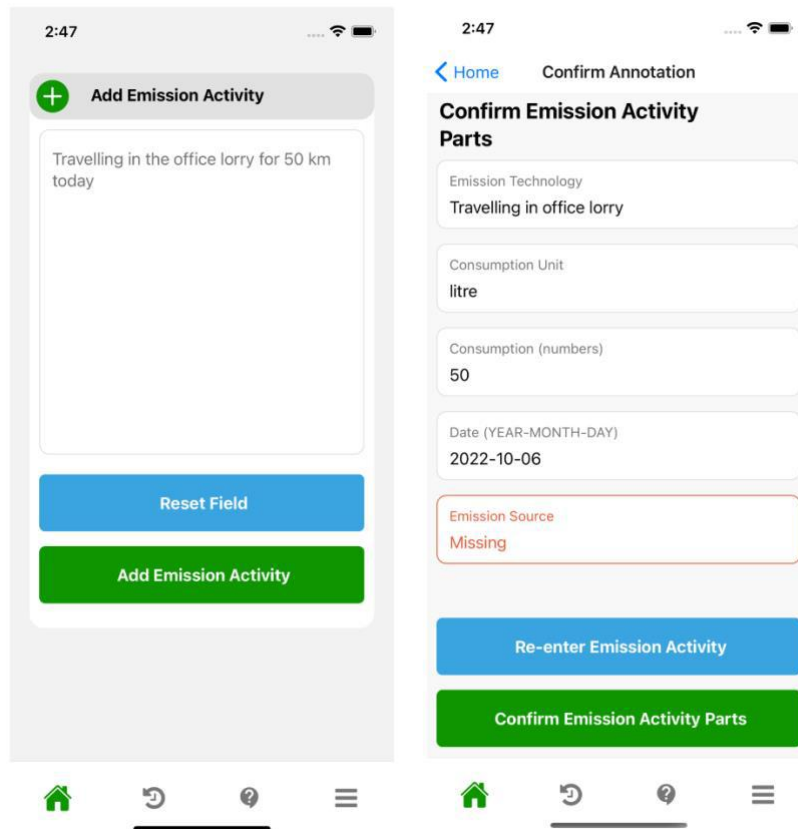 2:47
Add Emission Activity
Travelling in the office lorry for 50 km
today
Reset Field
Add Emission Activity
2:47
Home
Confirm Annotation
Confirm Emission Activity
Parts
Emission Technology
Travelling in office lorry
Consumption Unit
litre
Consumption (numbers)
50
Date (YEAR-MONTH-DAY)
2022-10-06
Emission Source
Missing
Re-enter Emission Activity
Confirm Emission Activity Parts